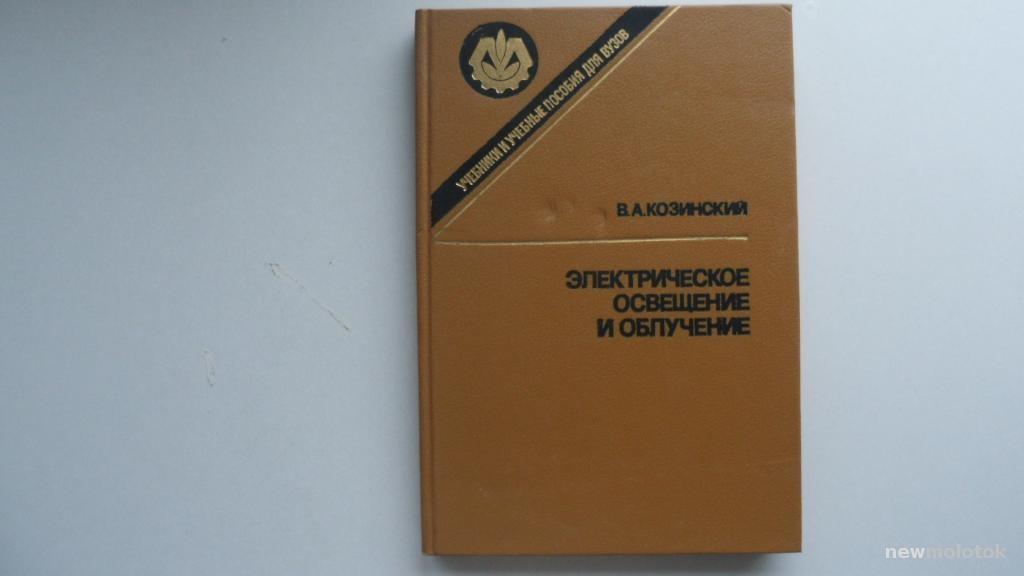 УЧЕБНИКИ И УЧЕБНЫЕ ПОСОБИЯ ДЛЯ ВУЗОВ
В.А.КОЗИНСКИЙ
ЭЛЕКТРИЧЕСКОЕ
ОСВЕЩЕНИЕ
И ОБЛУЧЕНИЕ
newmolotok